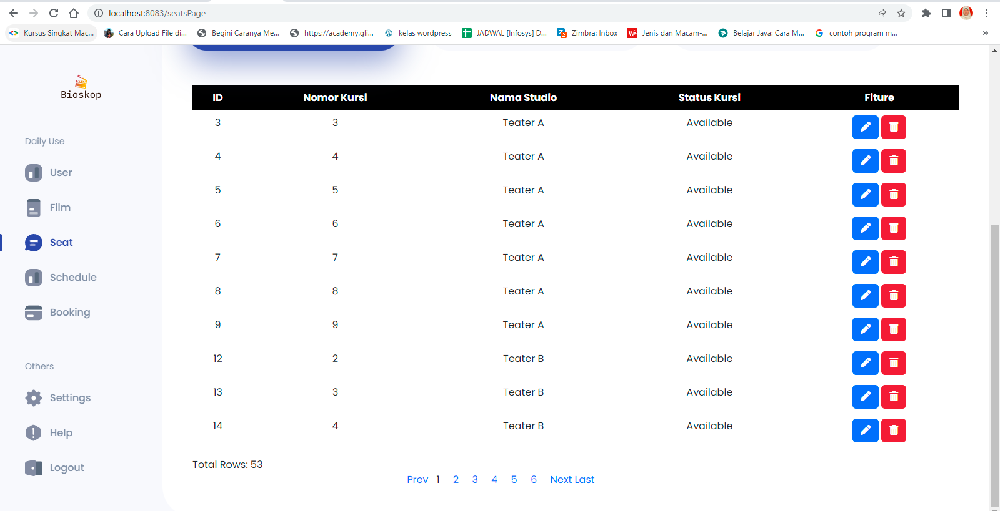 localhost:8083/seatsPage
Kursus Singkat Mac... Cara Upload File di... Begini Caranya Me... https://academy.gli... kelas wordpress JADWAL [Infosys] D... Zimbra: Inbox Jenis dan Macam-... Belajar Java: Cara M... contoh program m... »
Bioskop
Daily Use
User
Film
Seat
Schedule
Booking
Others
Settings
Help
Logout
ID Nomor Kursi Nama Studio Status Kursi Fiture
3 3 Teater A Available
4 4 Teater A Available
5 5 Teater A Available
6 6 Teater A Available
7 7 Teater A Available
8 8 Teater A Available
9 9 Teater A Available
12 2 Teater B Available
13 3 Teater B Available
14 4 Teater B Available
Total Rows: 53
Prev 1 2 3 4 5 6 Next Last